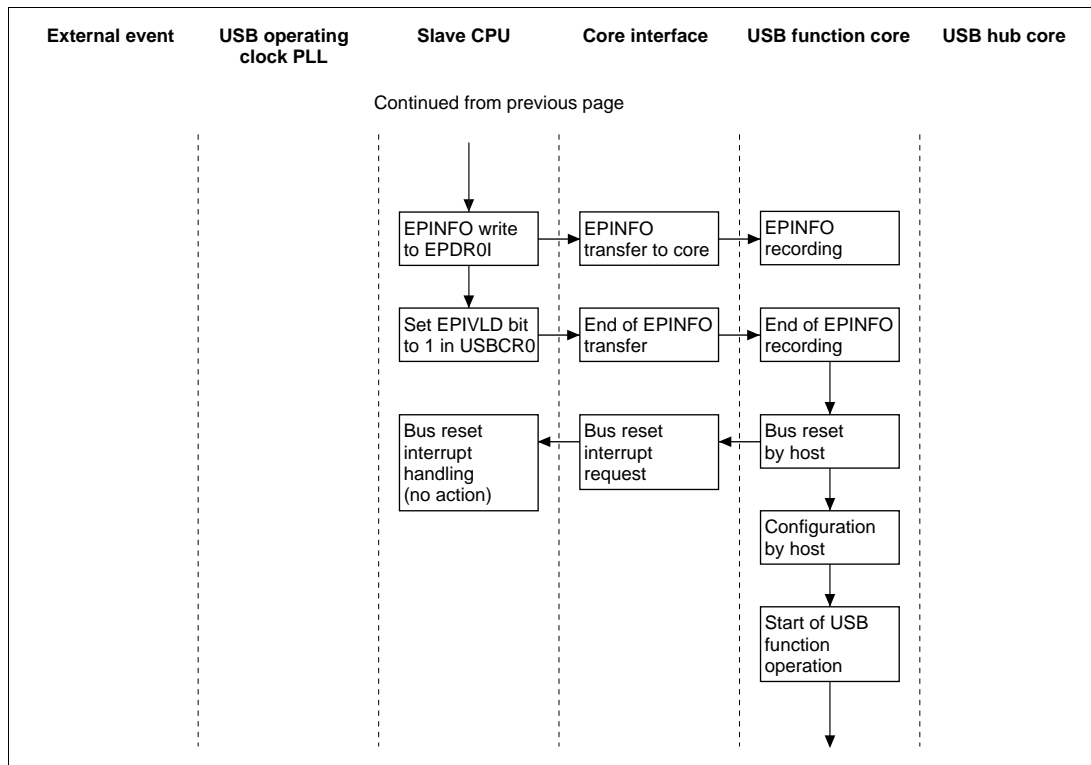 External event
USB operating
clock PLL
Slave CPU
Core interface
USB function core
USB hub core
Continued from previous page
EPINFO write
to EPDR0I
EPINFO
transfer to core
EPINFO
recording
Set EPIVLD bit
to 1 in USBCR0
End of EPINFO
transfer
End of EPINFO
recording
Bus reset
interrupt
handling
(no action)
Bus reset
interrupt
request
Bus reset
by host
Configuration
by host
Start of USB
function
operation